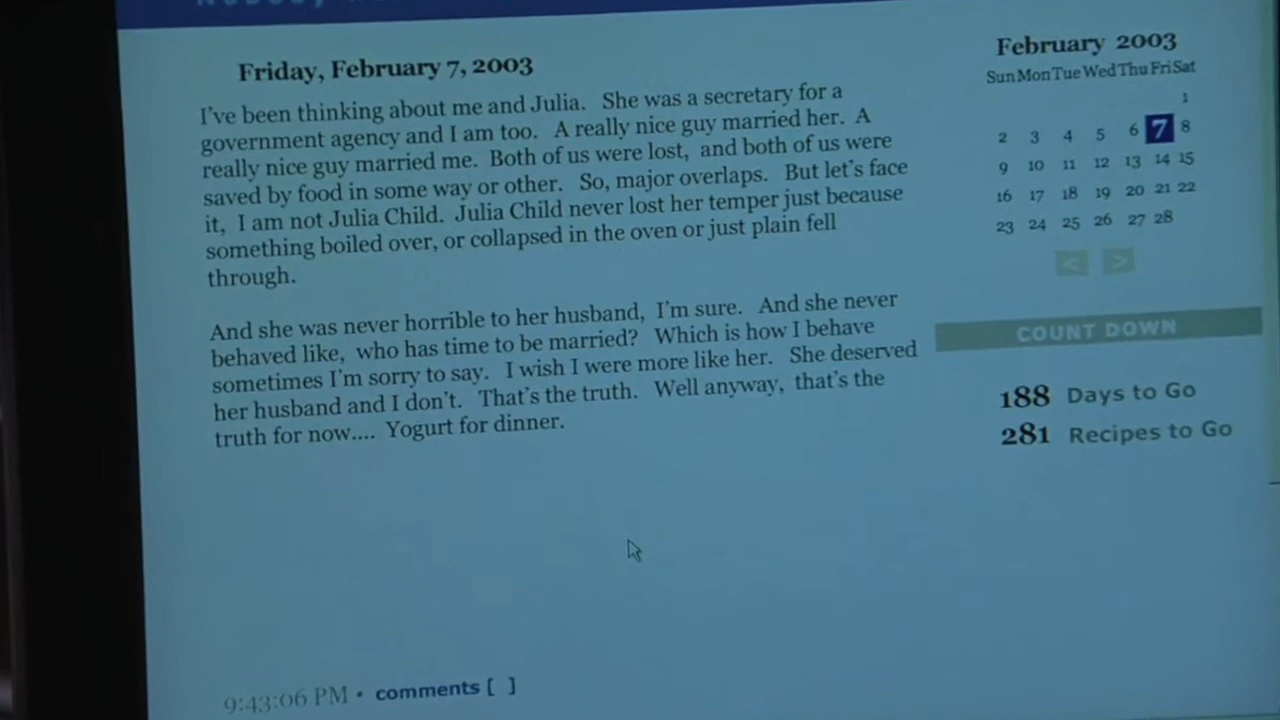 Friday, February 7, 2003
I've been thinking about me and Julia. She was a secretary for a
government agency and I am too. A really nice guy married her. A
really nice guy married me. Both of us were lost, and both of us were
saved by food in some way or other. So, major overlaps. But let's face
it, I am not Julia Child. Julia Child never lost her temper just because
something boiled over, or collapsed in the oven or just plain fell
through.
And she was never horrible to her husband, I'm sure. And she never
behaved like, who has time to be married? Which is how I behave
sometimes I'm sorry to say. I wish I were more like her. She deserved
her husband and I don't. That's the truth. Well anyway, that's the
truth for now.... Yogurt for dinner.
9:43:06 PM • comments [ ]
February 2003
Sun Mon Tue Wed Thu Fri Sat
1
2 3 4 5 6 7 8
9 10 11 12 13 14 15
16 17 18 19 20 21 22
23 24 25 26 27 28
< >
COUNT DOWN
188 Days to Go
281 Recipes to Go